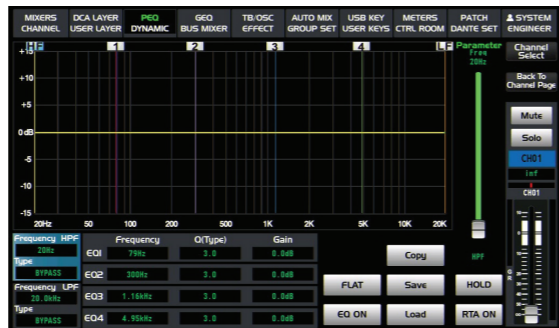 MIXERS DCA LAYER PEQ GEQ TB/OSC AUTO MIX USB KEY METERS PATCH SYSTEM
CHANNEL USER LAYER DYNAMIC BUS MIXER EFFECT GROUP SET USER KEYS CTRL ROOM DANTE SET ENGINEER
HF 1 2 3 4 LF Parameter
Freq
20Hz
Channel
Select
Back To
Channel Page
Mute
Solo
CH01
inf
CH01
+15
+10
+5
0 dB
-5
-10
-15
20Hz 50 100 200 500 1K 2K 5K 10K 20K
HPF
Frequency HPF
20Hz
Type
BYPASS
Frequency LPF
20.0kHz
Type
BYPASS
Frequency Q(Type) Gain
EQ1 79Hz 3.0 0.0dB
EQ2 300Hz 3.0 0.0dB
EQ3 1.16kHz 3.0 0.0dB
EQ4 4.95kHz 3.0 0.0dB
Copy
FLAT Save HOLD
EQ ON Load RTA ON